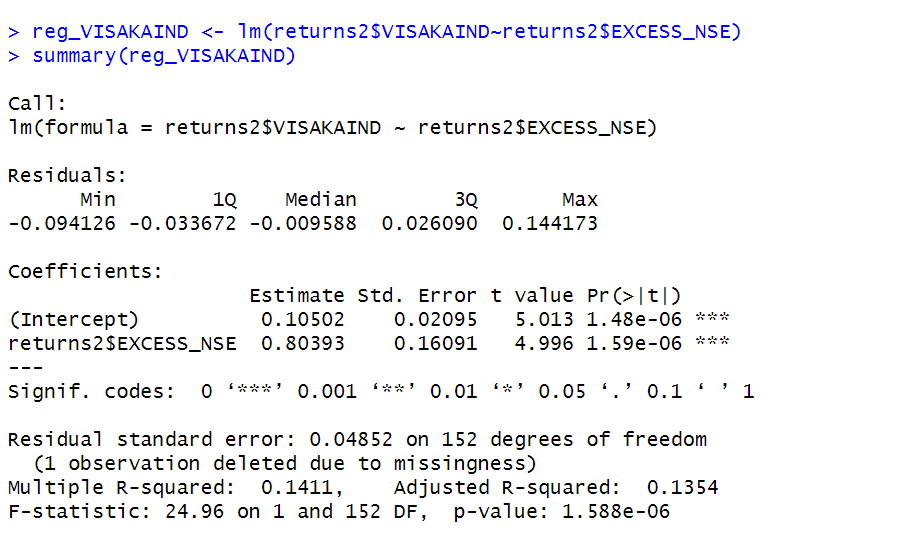 > reg_VISAKAIND <- lm(returns2$VISAKAIND~returns2$EXCESS_NSE)
> summary(reg_VISAKAIND)
Call:
lm(formula = returns2$VISAKAIND ~ returns2$EXCESS_NSE)
Residuals:
      Min        1Q    Median        3Q       Max
-0.094126 -0.033672 -0.009588  0.026090  0.144173
Coefficients:
                    Estimate Std. Error t value Pr(>|t|)
(Intercept)          0.10502    0.02095   5.013 1.48e-06 ***
returns2$EXCESS_NSE  0.80393    0.16091   4.996 1.59e-06 ***
---
Signif. codes:  0 ‘***’ 0.001 ‘**’ 0.01 ‘*’ 0.05 ‘.’ 0.1 ‘ ’ 1
Residual standard error: 0.04852 on 152 degrees of freedom
  (1 observation deleted due to missingness)
Multiple R-squared:  0.1411,    Adjusted R-squared:  0.1354
F-statistic: 24.96 on 1 and 152 DF,  p-value: 1.588e-06